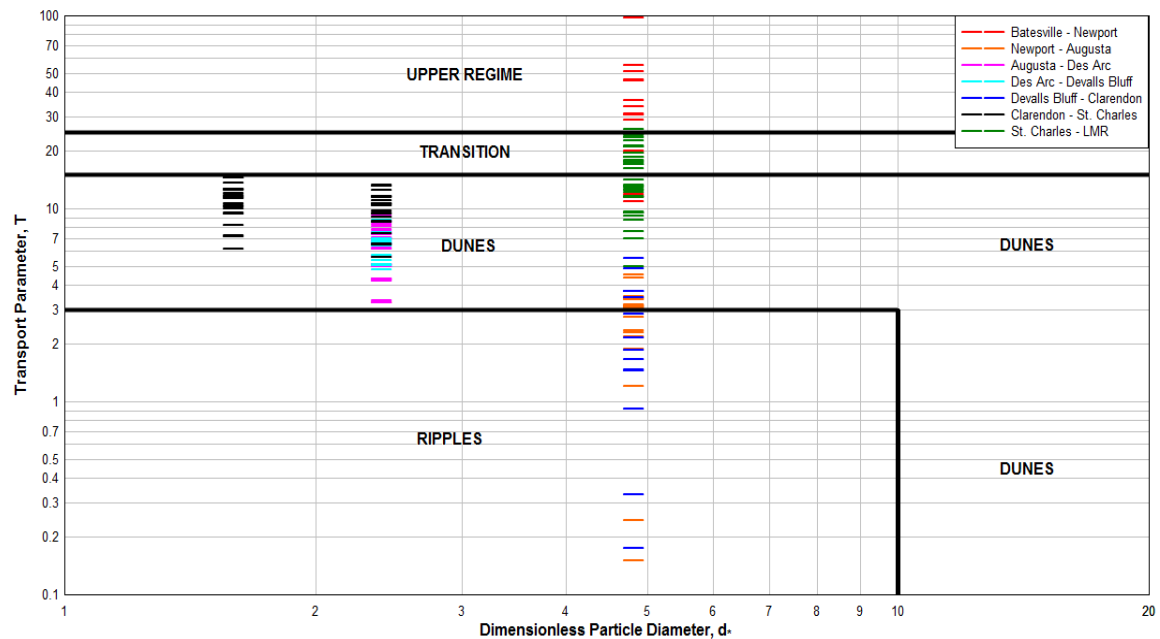 100
70
50
40
30
20
10
7
5
4
3
2
1
0.7
0.5
0.4
0.3
0.2
0.1
Transport Parameter, T
UPPER REGIME
TRANSITION
DUNES
DUNES
RIPPLES
DUNES
Batesville - Newport
Newport - Augusta
Augusta - Des Arc
Des Arc - Devalls Bluff
Devalls Bluff - Clarendon
Clarendon - St. Charles
St. Charles - LMR
1 2 3 4 5 6 7 8 9 10 20
Dimensionless Particle Diameter, d*